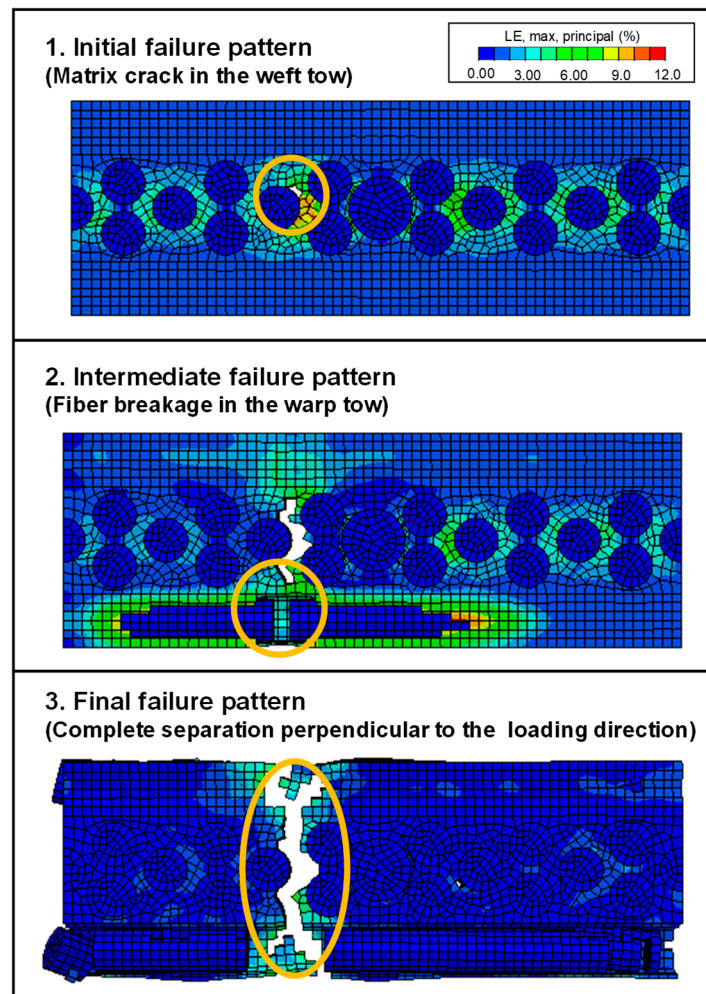 1. Initial failure pattern
(Matrix crack in the weft tow)
LE, max, principal (%)
0.00 3.00 6.00 9.0 12.0
2. Intermediate failure pattern
(Fiber breakage in the warp tow)
3. Final failure pattern
(Complete separation perpendicular to the loading direction)